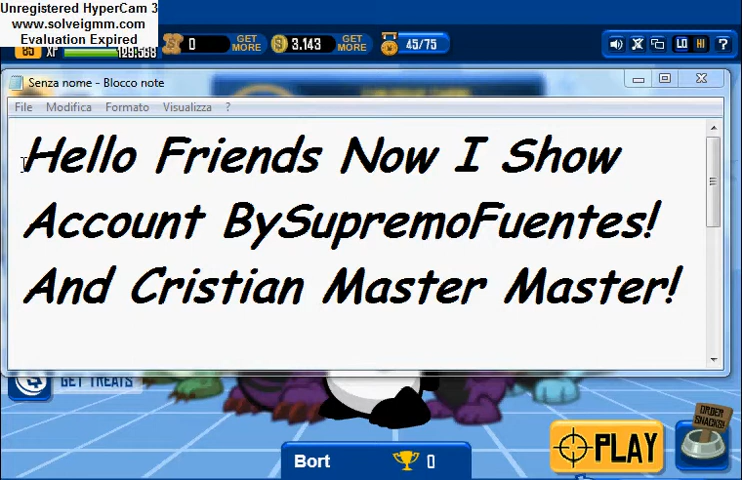 Unregistered HyperCam 3
www.solveigmm.com
Evaluation Expired
XP
0
GET MORE
3,143
GET MORE
45/75
LO HI ?
Senza nome - Blocco note
File Modifica Formato Visualizza ?
Hello Friends Now I Show
Account BySupremoFuentes!
And Cristian Master Master!
GET TREATS
ORDER
SNACKS!
PLAY
Bort 0